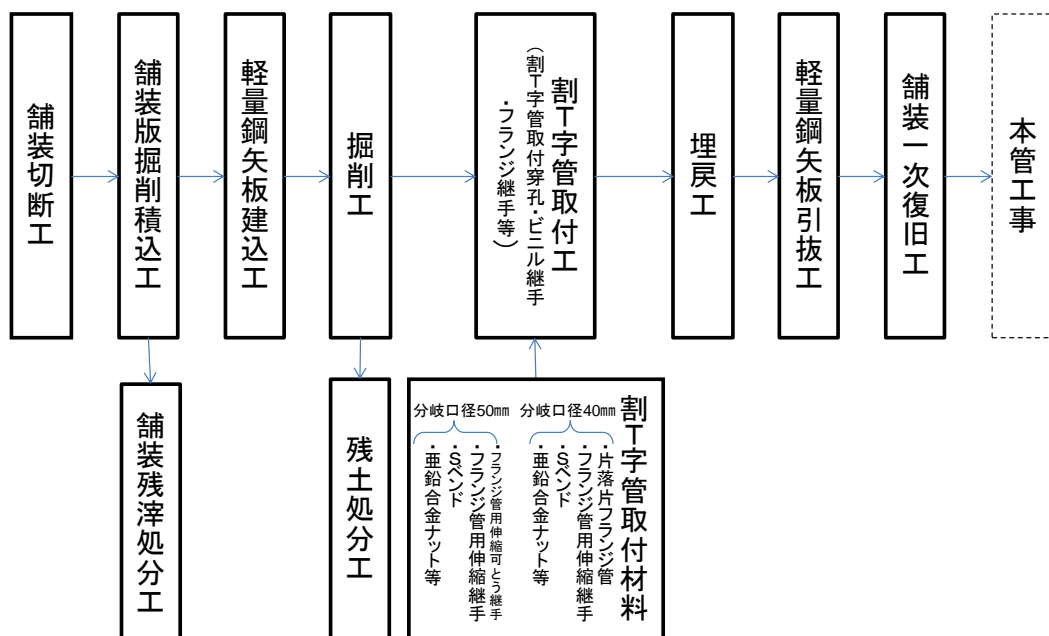 舗装切断工
舗装版掘削積込工
軽量鋼矢板建込工
掘削工
割T字管取付工
(割T字管取付穿孔・ビニル継手
・フランジ継手等)
埋戻工
軽量鋼矢板引抜工
舗装一次復旧工
本管工事
舗装残滓処分工
残土処分工
割T字管取付材料
分岐口径40㎜
・片落片フランジ管
・フランジ管用伸縮継手
・Sベンド
・亜鉛合金ナット等
分岐口径50㎜
・フランジ管用伸縮可とう継手
・フランジ管用伸縮継手
・Sベンド
・亜鉛合金ナット等